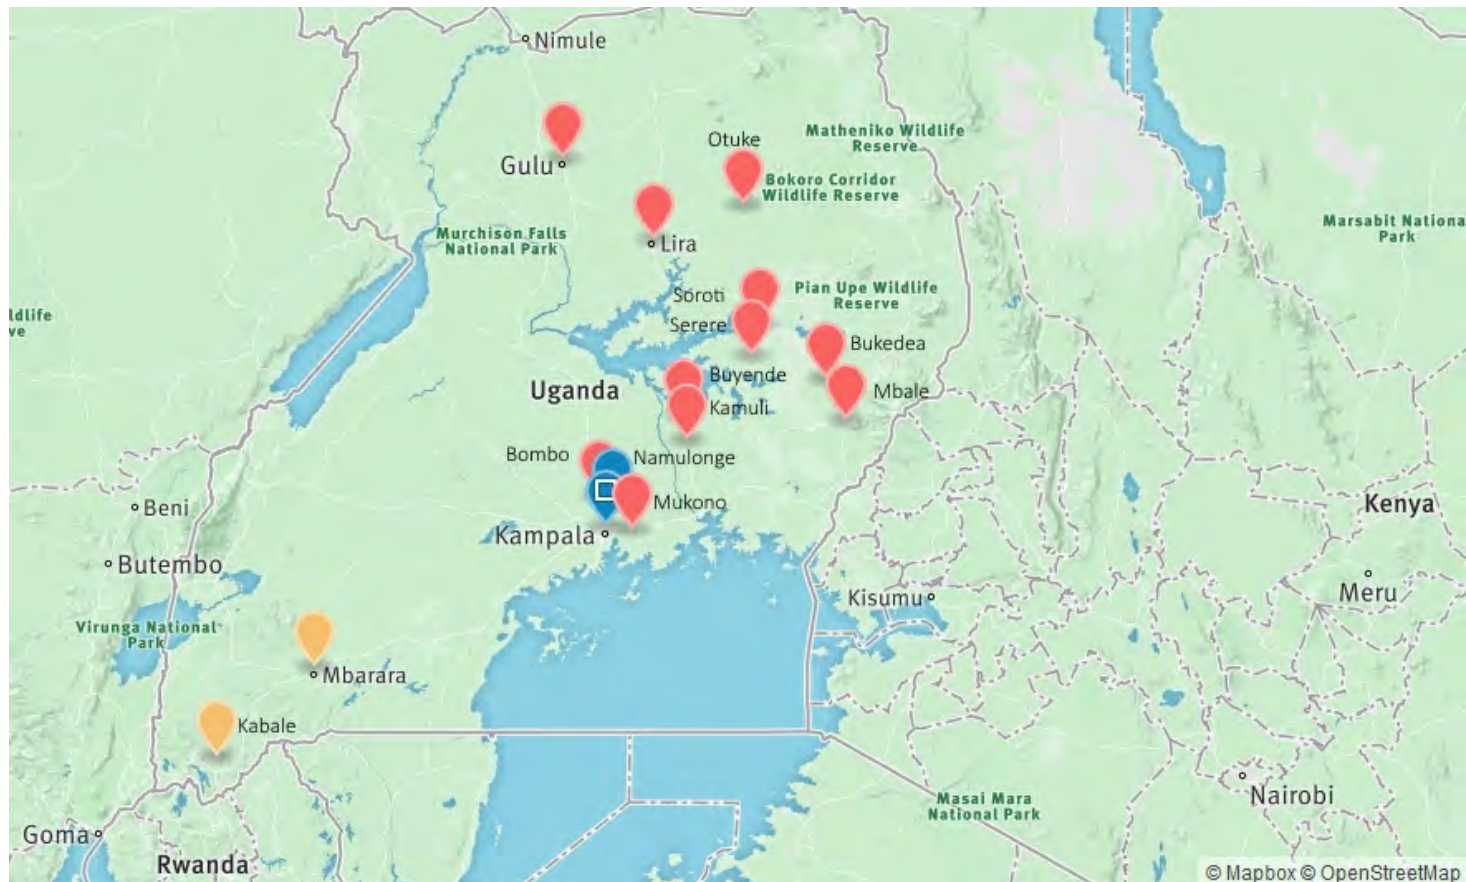 Nimule
Matheniko Wildlife
Reserve
Otuke
Gulu
Bokoro Corridor
Wildlife Reserve
Marsabit Nationa
Park
Murchison Falls
National Park
Lira
Soroti
Pian Upe Wildlife
Reserve
ldlife
ve
Serere
Bukedea
Buyende
Uganda
Mbale
Kamuli
Bombo
Namulonge
Mukono
Kenya
Beni
Kampala
Butembo
Meru
Kisumu
Virunga National
Park
Mbarara
Kabale
Nairobi
Masai Mara
National Park
Goma
Rwanda
© Mapbox © OpenStreetMap